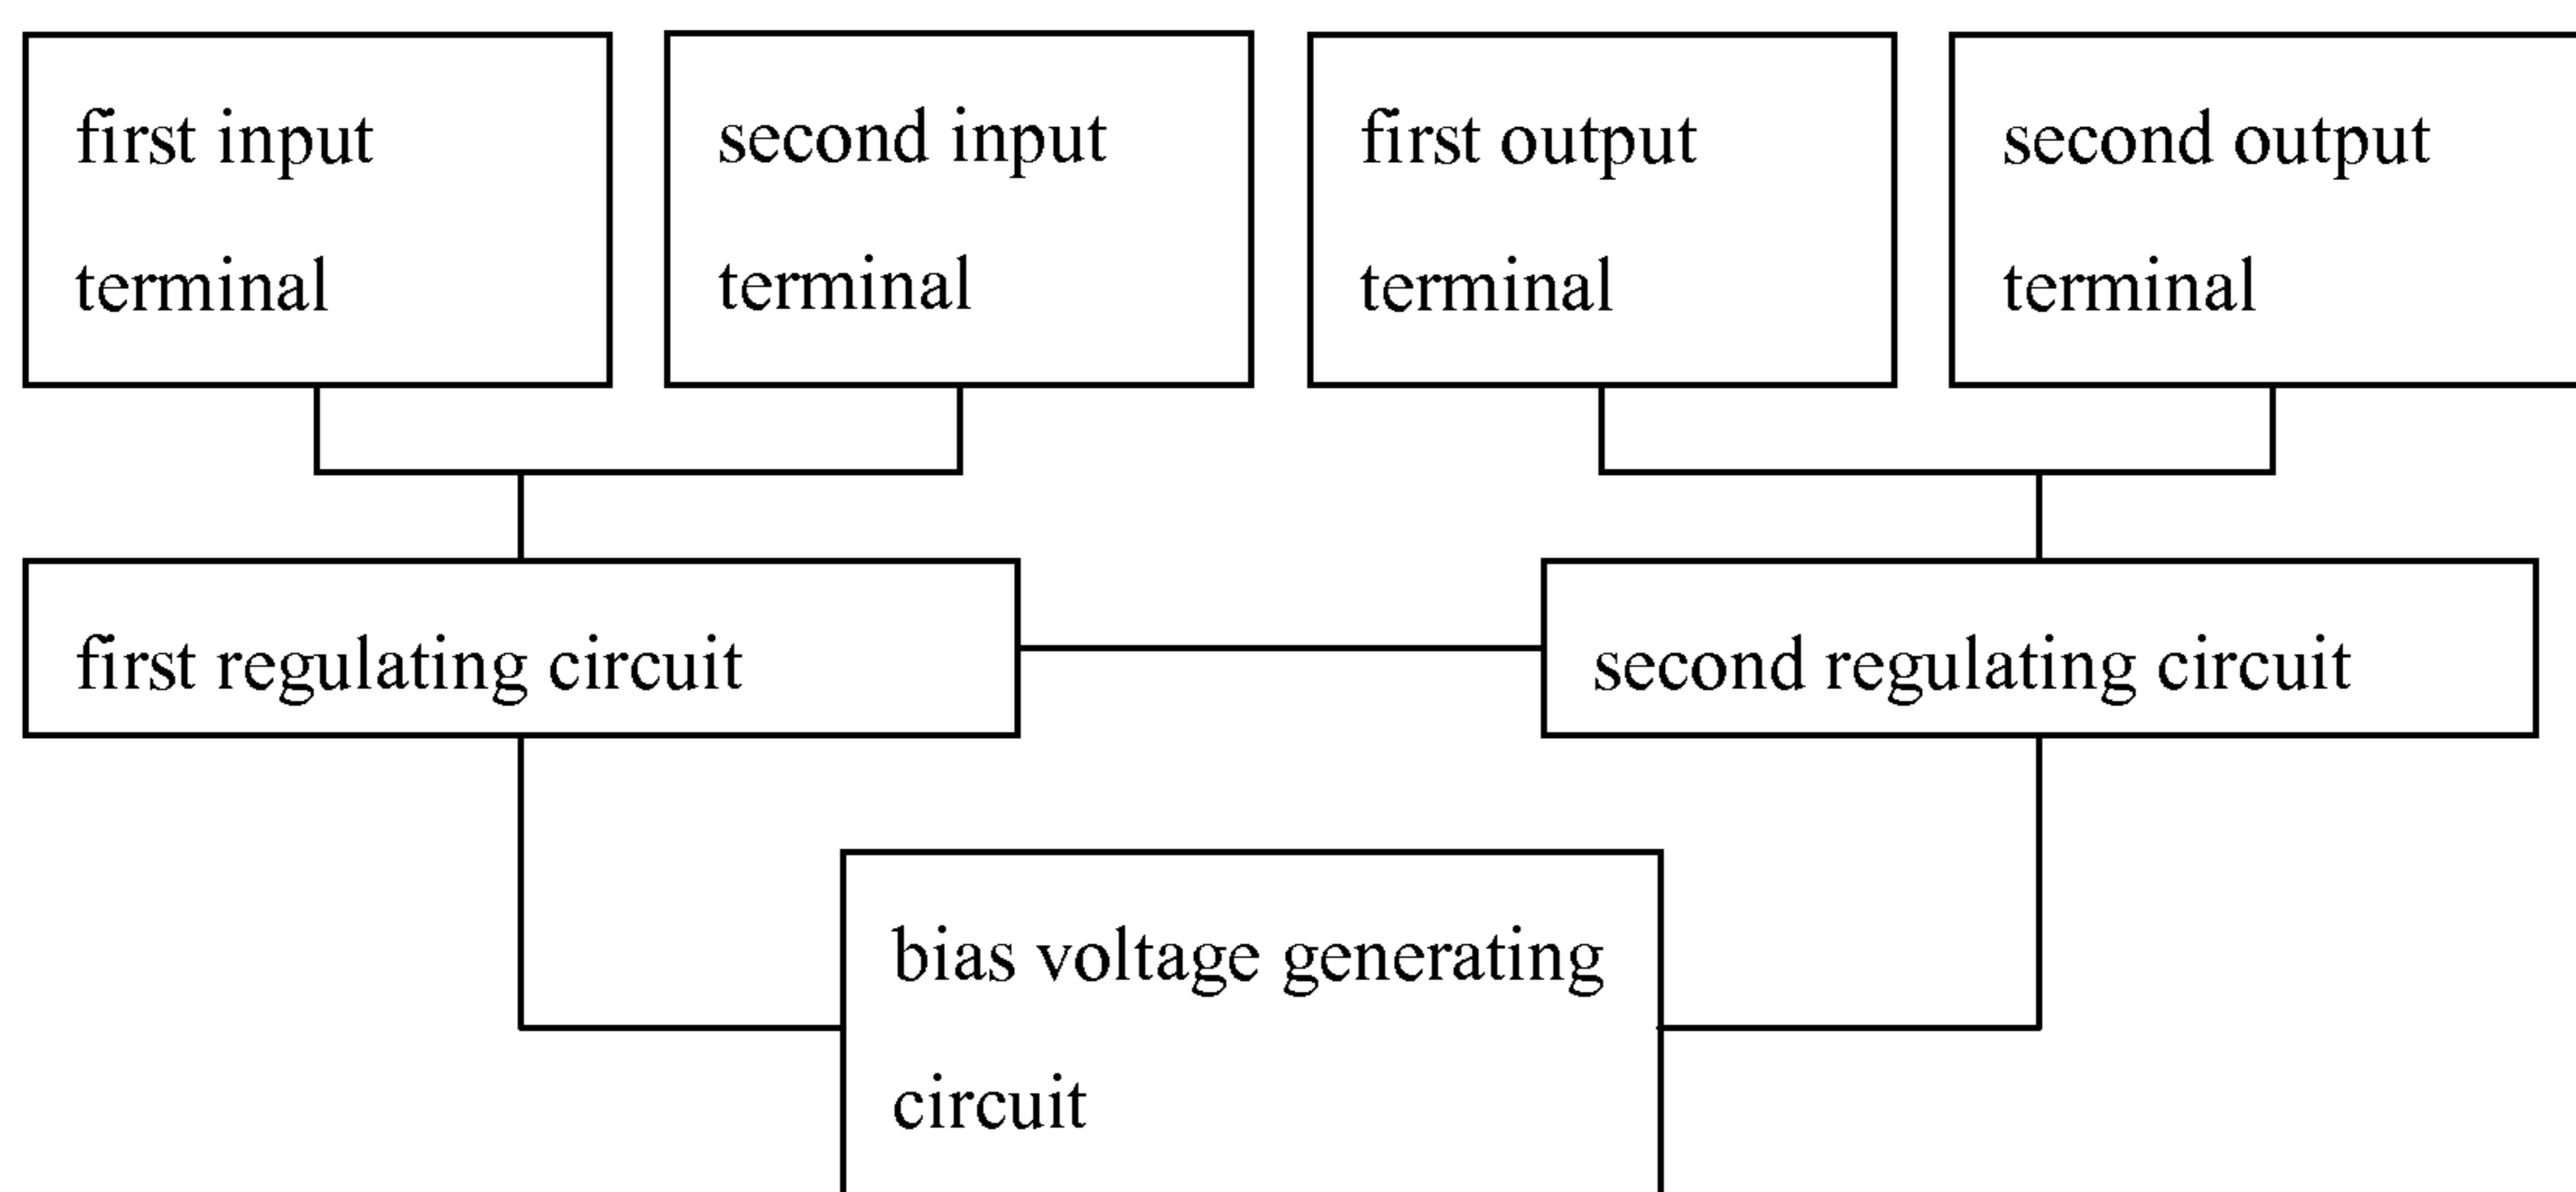 first input
terminal
second input
terminal
first output
terminal
second output
terminal
first regulating circuit
second regulating circuit
bias voltage generating
circuit